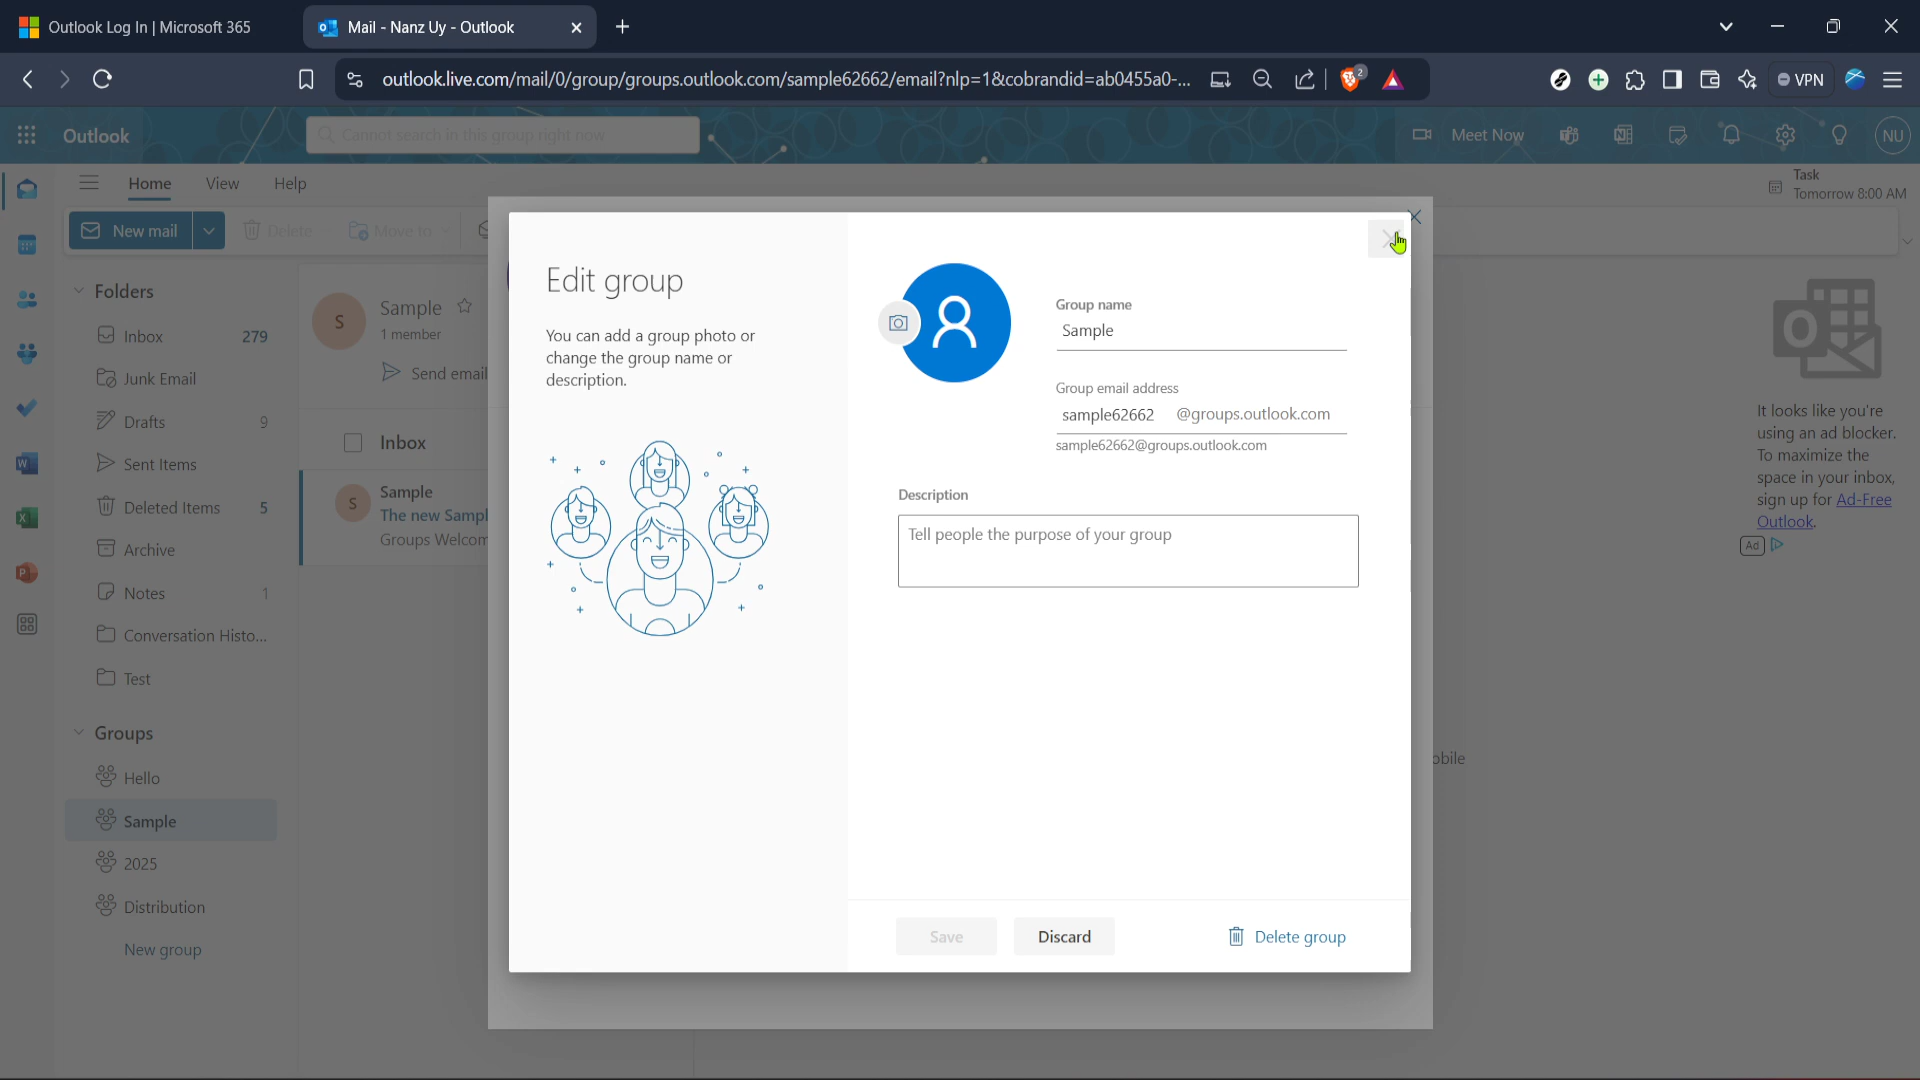 Outlook Log In | Microsoft 365
Mail - Nanz Uy - Outlook
outlook.live.com/mail/0/group/groups.outlook.com/sample62662/email?nlp=1&cobrandid=ab0455a0-...
2
VPN
Outlook
Cannot search in this group right now
Meet Now
NU
Home
View
Help
Task
Tomorrow 8:00 AM
New mail
Delete
Move to
Folders
Inbox 279
Junk Email
Drafts 9
Sent Items
Deleted Items 5
Archive
Notes 1
Conversation Histo...
Test
Groups
Hello
Sample
2025
Distribution
New group
S
Sample
1 member
Send email
Inbox
S
Sample
The new Sampl
Groups Welcom
Edit group
You can add a group photo or
change the group name or
description.
Group name
Sample
Group email address
sample62662 @groups.outlook.com
sample62662@groups.outlook.com
Description
Tell people the purpose of your group
Save
Discard
Delete group
obile
It looks like you're
using an ad blocker.
To maximize the
space in your inbox,
sign up for Ad-Free
Outlook.
Ad